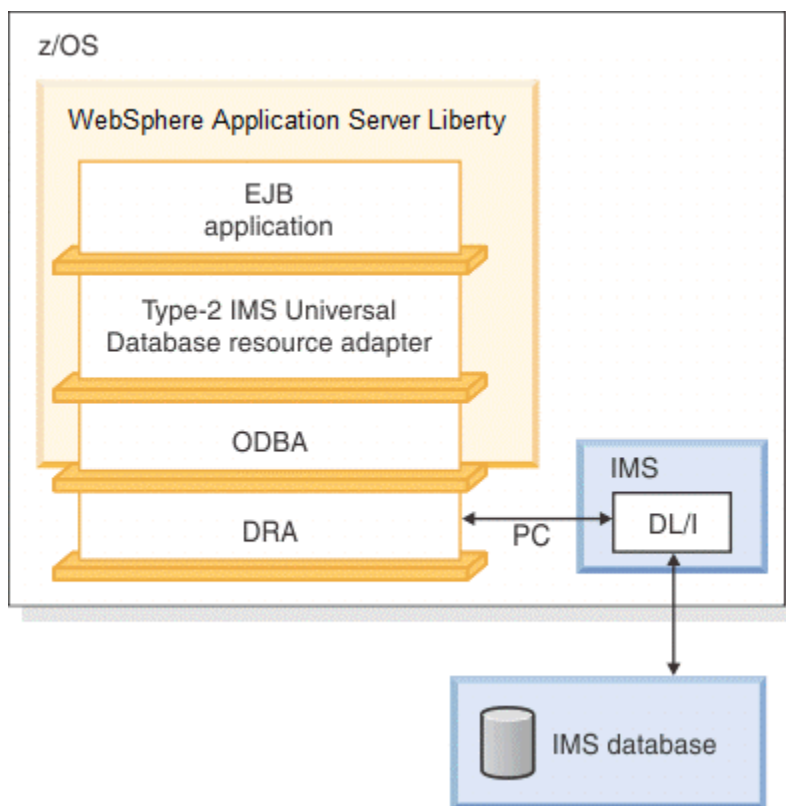 z/OS
WebSphere Application Server Liberty
EJB
application
Type-2 IMS Universal
Database resource adapter
ODBA
DRA
PC
IMS
DL/I
IMS database